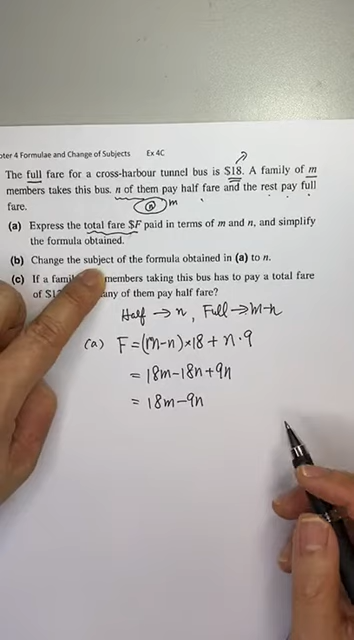 pter 4 Formulae and Change of Subjects Ex 4C
The full fare for a cross-harbour tunnel bus is $18. A family of m
members takes this bus. n of them pay half fare and the rest pay full
fare.
n m
(a) Express the total fare $F paid in terms of m and n, and simplify
the formula obtained.
(b) Change the subject of the formula obtained in (a) to n.
(c) If a fami members taking this bus has to pay a total fare
of $1 any of them pay half fare?
Half → n , Full → m-n
(a) F = (m-n)×18 + n·9
= 18m-18n+9n
= 18m-9n